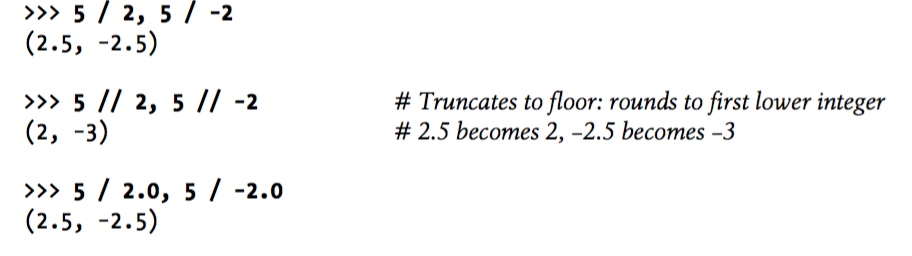 >>> 5 / 2, 5 / -2
(2.5, -2.5)
>>> 5 // 2, 5 // -2 # Truncates to floor: rounds to first lower integer
(2, -3) # 2.5 becomes 2, −2.5 becomes −3
>>> 5 / 2.0, 5 / -2.0
(2.5, -2.5)